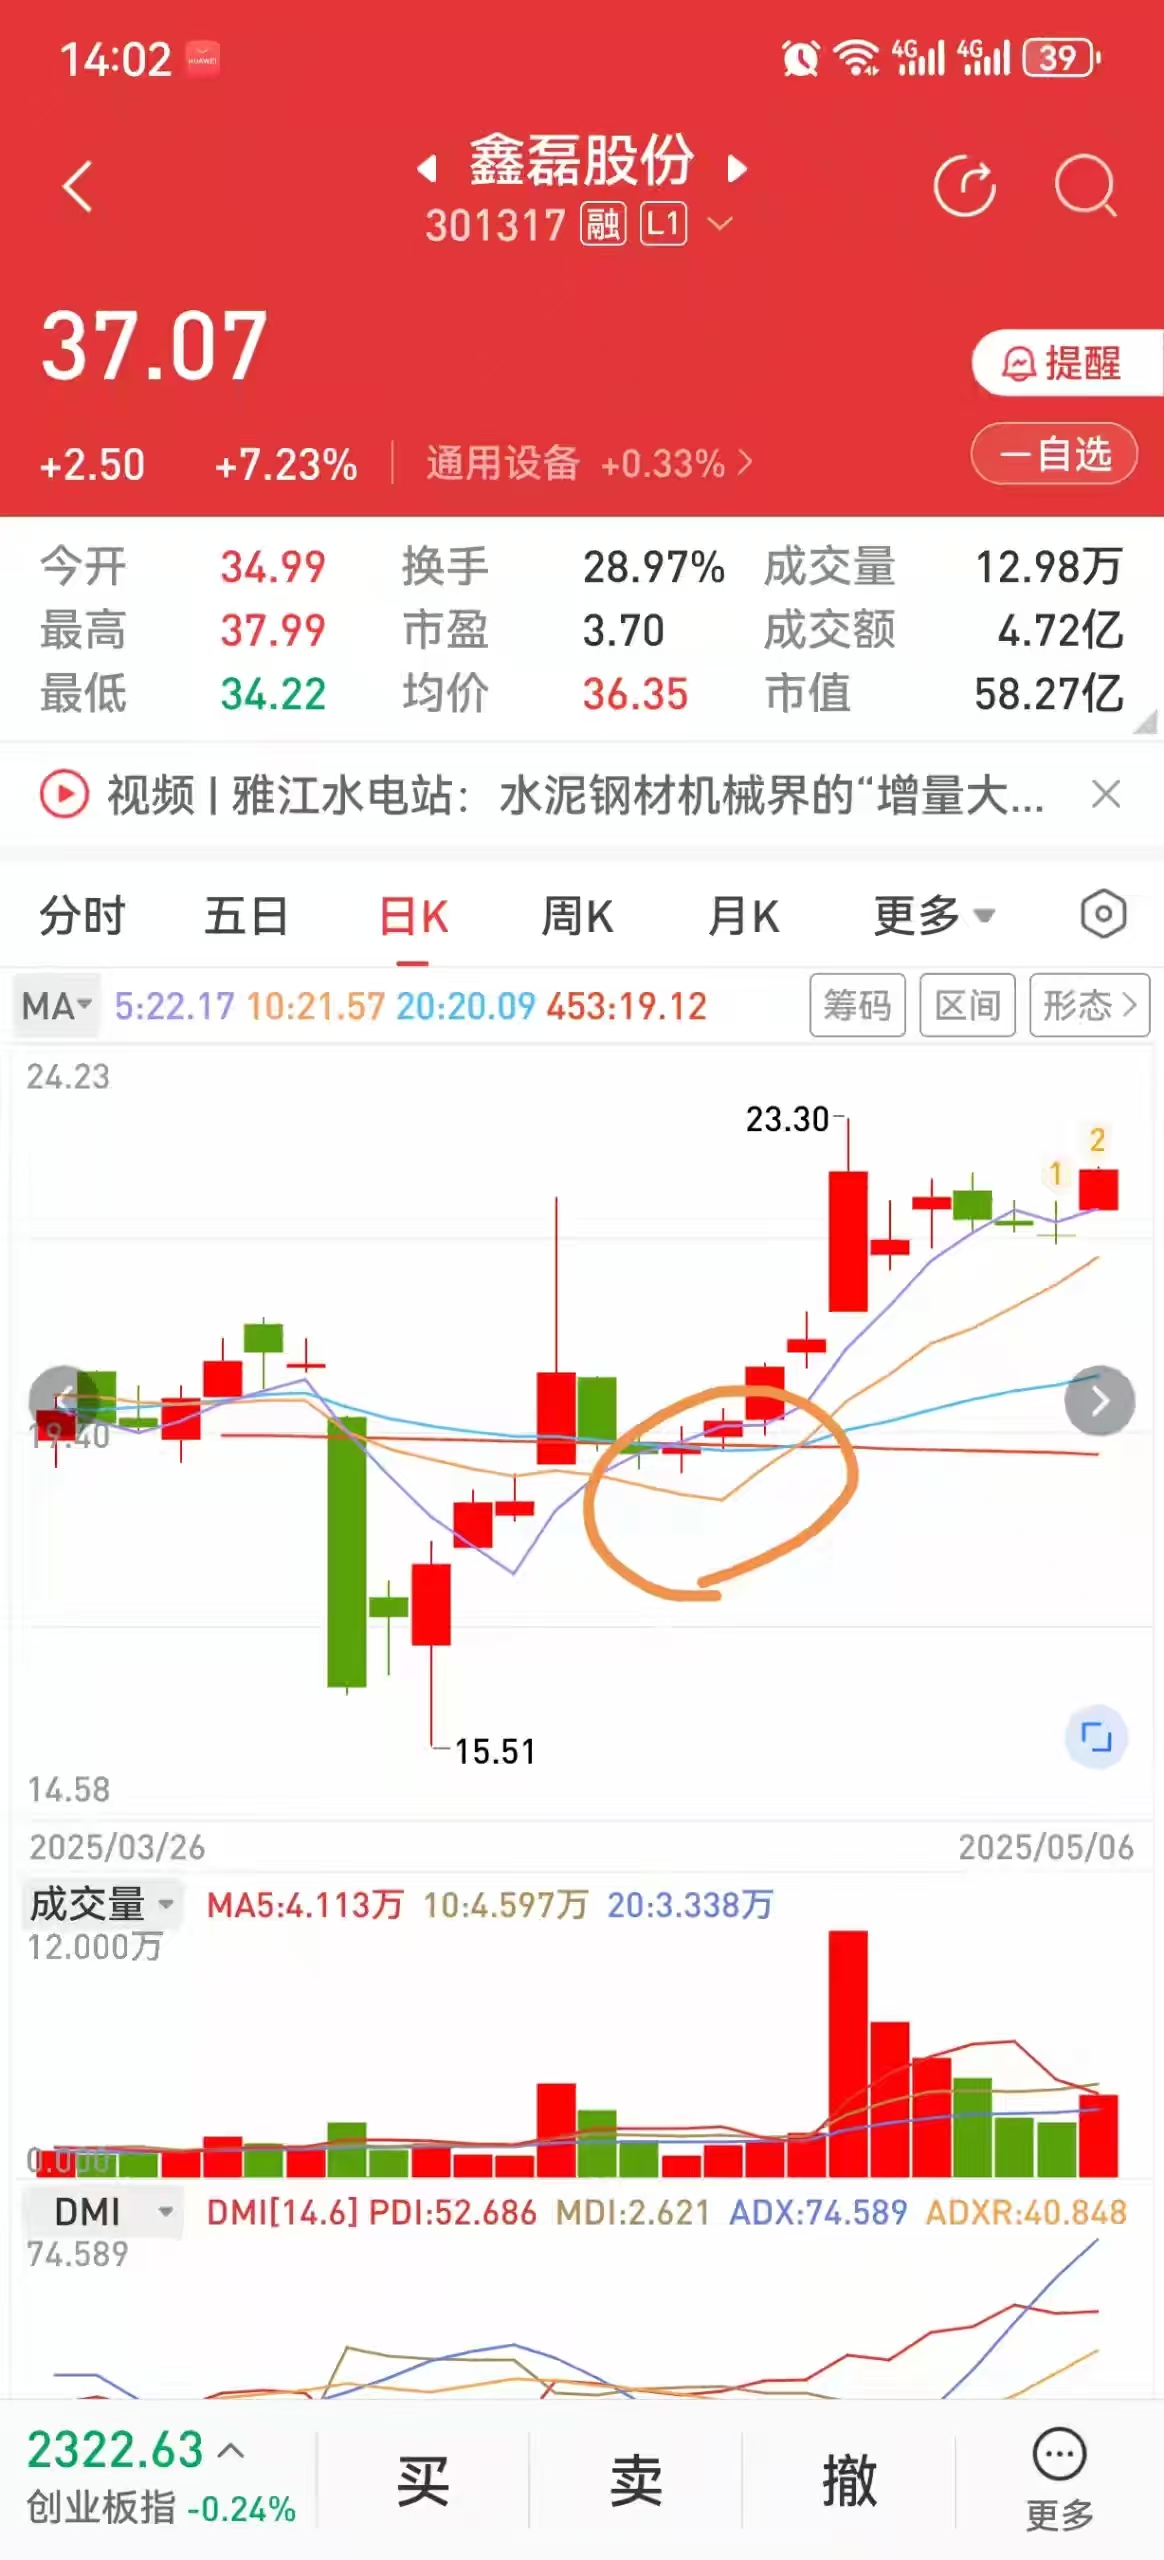 14:02 HUAWEI 4G 4G 39
鑫磊股份
301317 融 L1
37.07
提醒
+2.50 +7.23% 通用设备 +0.33%
一自选
今开 34.99 换手 28.97% 成交量 12.98万
最高 37.99 市盈 3.70 成交额 4.72亿
最低 34.22 均价 36.35 市值 58.27亿
视频 | 雅江水电站：水泥钢材机械界的“增量大...
分时 五日 日K 周K 月K 更多
MA 5:22.17 10:21.57 20:20.09 453:19.12 筹码 区间 形态
24.23
23.30
2
1
19.40
15.51
14.58
2025/03/26 2025/05/06
成交量 MA5:4.113万 10:4.597万 20:3.338万
12.000万
0.000
DMI DMI[14.6] PDI:52.686 MDI:2.621 ADX:74.589 ADXR:40.848
74.589
2322.63
创业板指 -0.24%
买 卖 撤 更多